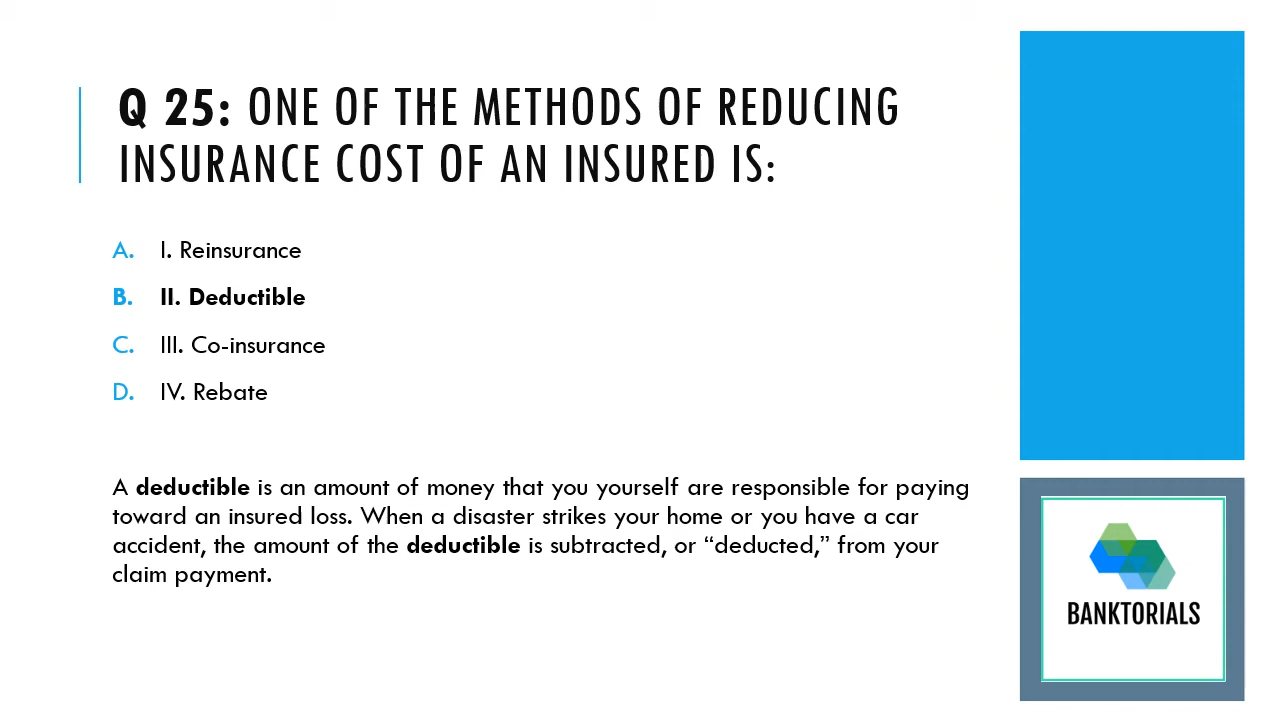 Q 25: ONE OF THE METHODS OF REDUCING
INSURANCE COST OF AN INSURED IS:
A. I. Reinsurance
B. II. Deductible
C. III. Co-insurance
D. IV. Rebate
A deductible is an amount of money that you yourself are responsible for paying
toward an insured loss. When a disaster strikes your home or you have a car
accident, the amount of the deductible is subtracted, or “deducted,” from your
claim payment.
BANKTORIALS